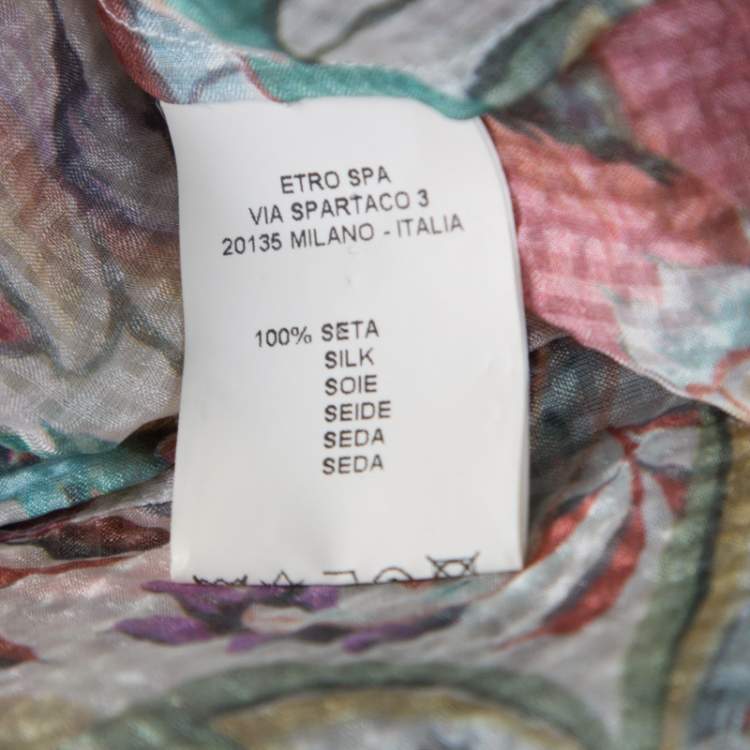 ETRO SPA
VIA SPARTACO 3
20135 MILANO - ITALIA
100% SETA
SILK
SOIE
SEIDE
SEDA
SEDA